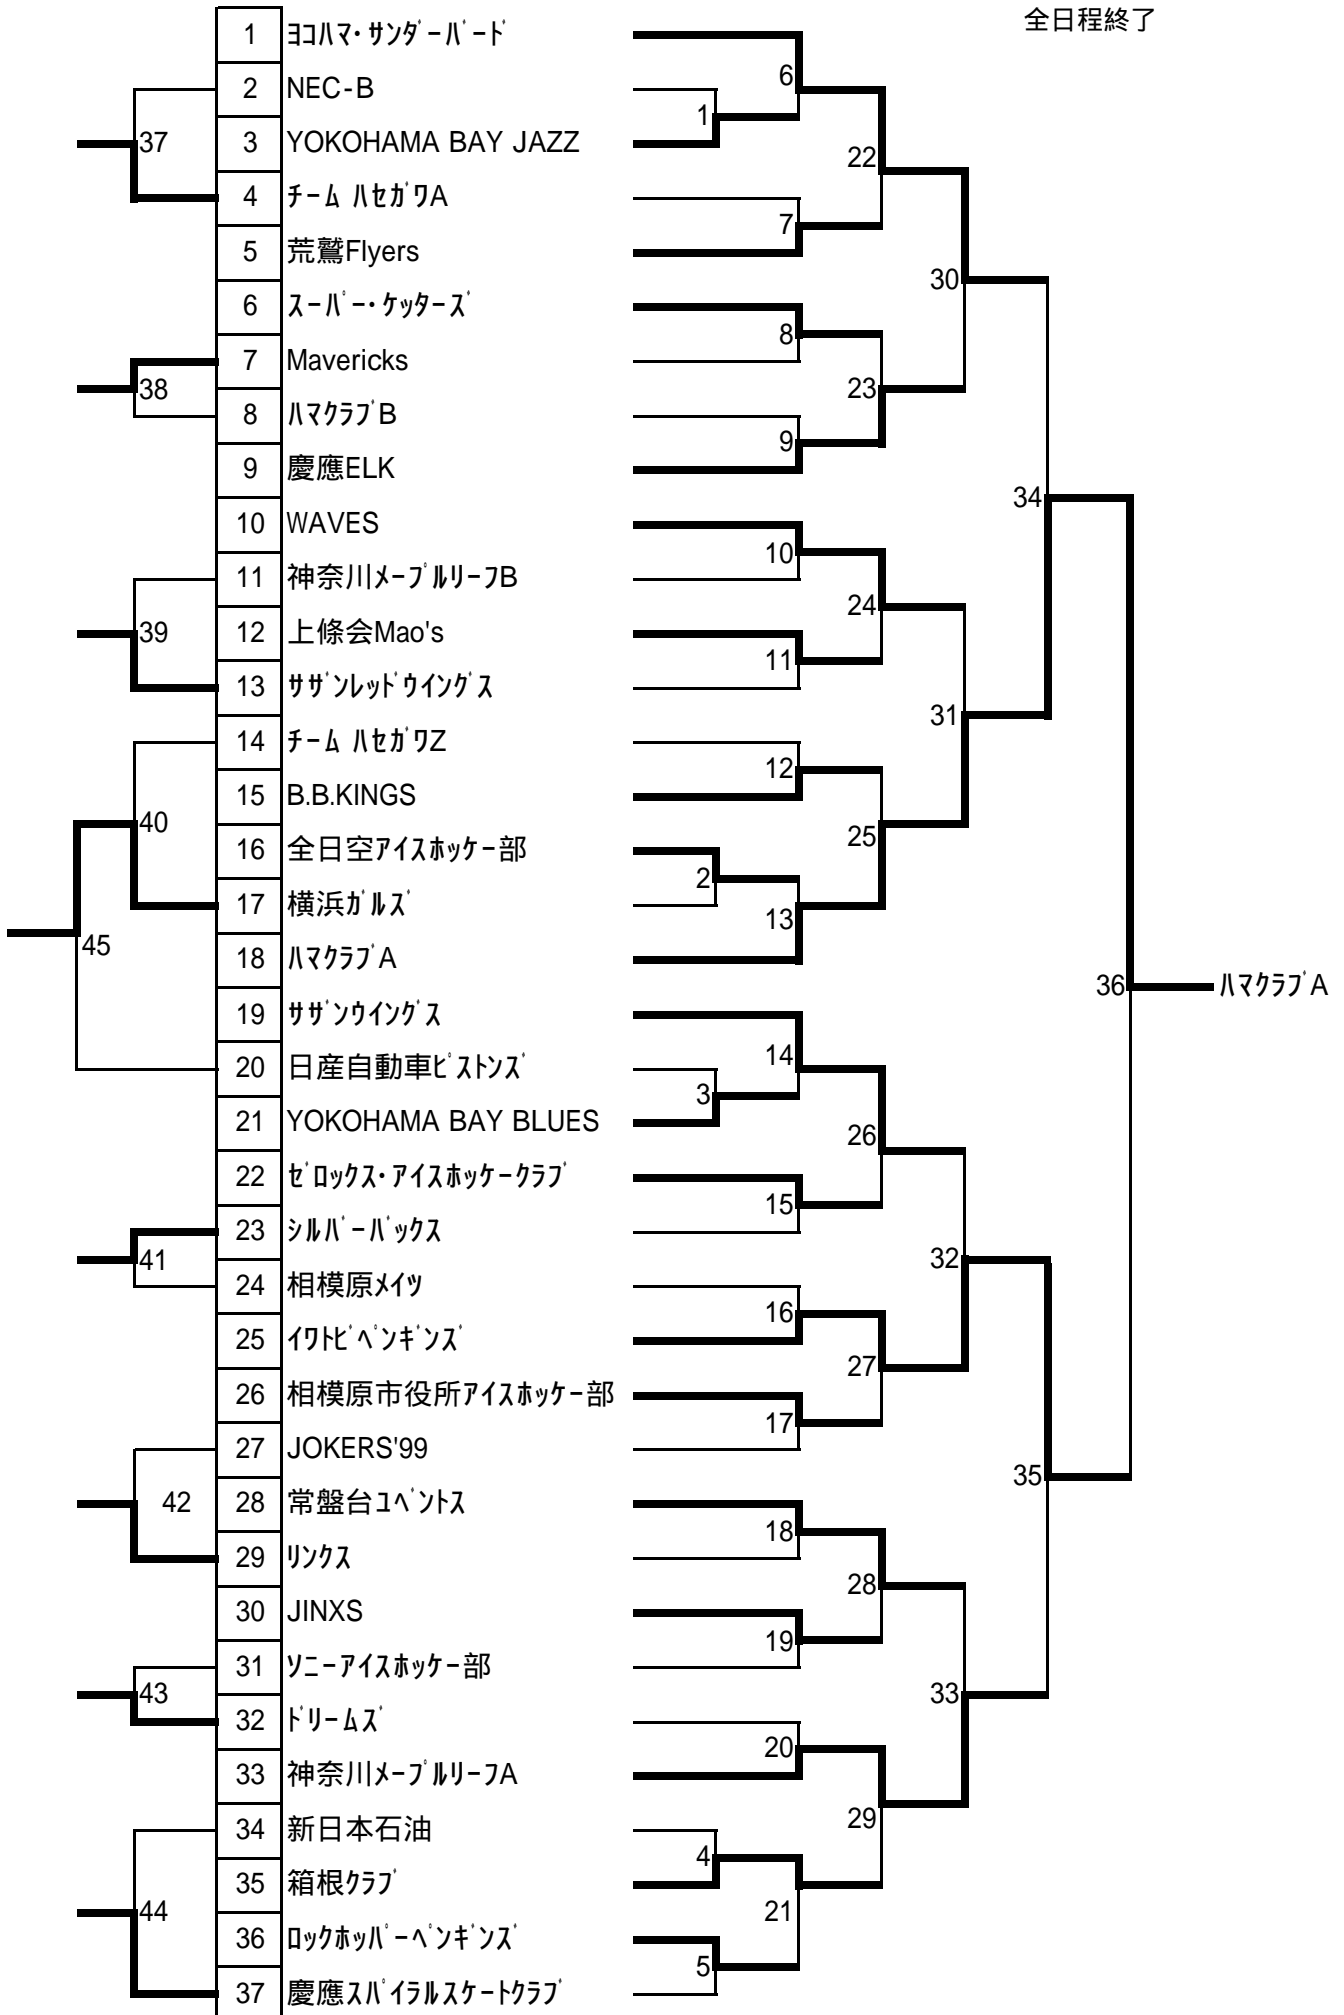 全日程終了
1 ﾖｺﾊﾏ・ｻﾝﾀﾞｰﾊﾞｰﾄﾞ
2 NEC-B
3 YOKOHAMA BAY JAZZ
4 ﾁｰﾑ ﾊｾｶﾞﾜA
5 荒鷲Flyers
6 ｽｰﾊﾟｰ・ｹｯﾀｰｽﾞ
7 Mavericks
8 ﾊﾏｸﾗﾌﾞB
9 慶應ELK
10 WAVES
11 神奈川ﾒｰﾌﾟﾙﾘｰﾌB
12 上條会Mao's
13 ｻｻﾞﾝﾚｯﾄﾞｳｲﾝｸﾞｽ
14 ﾁｰﾑ ﾊｾｶﾞﾜZ
15 B.B.KINGS
16 全日空ｱｲｽﾎｯｹｰ部
17 横浜ｶﾞﾙｽﾞ
18 ﾊﾏｸﾗﾌﾞA
19 ｻｻﾞﾝｳｲﾝｸﾞｽ
20 日産自動車ﾋﾟｽﾄﾝｽﾞ
21 YOKOHAMA BAY BLUES
22 ｾﾞﾛｯｸｽ・ｱｲｽﾎｯｹｰｸﾗﾌﾞ
23 ｼﾙﾊﾞｰﾊﾞｯｸｽ
24 相模原ﾒｲﾂ
25 ｲﾜﾄﾋﾞﾍﾟﾝｷﾞﾝｽﾞ
26 相模原市役所ｱｲｽﾎｯｹｰ部
27 JOKERS'99
28 常盤台ﾕﾍﾞﾝﾄｽ
29 ﾘﾝｸｽ
30 JINXS
31 ｿﾆｰｱｲｽﾎｯｹｰ部
32 ﾄﾞﾘｰﾑｽﾞ
33 神奈川ﾒｰﾌﾟﾙﾘｰﾌA
34 新日本石油
35 箱根ｸﾗﾌﾞ
36 ﾛｯｸﾎｯﾊﾟｰﾍﾟﾝｷﾞﾝｽﾞ
37 慶應ｽﾊﾟｲﾗﾙｽｹｰﾄｸﾗﾌﾞ
37
38
39
40
45
41
42
43
44
1
2
3
4
5
6
7
8
9
10
11
12
13
14
15
16
17
18
19
20
21
22
23
24
25
26
27
28
29
30
31
32
33
34
35
36 ﾊﾏｸﾗﾌﾞA